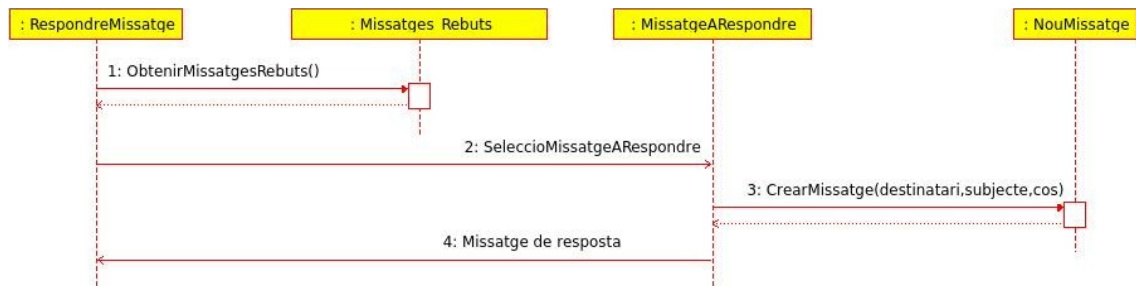 : RespondreMissatge
: Missatges Rebuts
: MissatgeARespondre
: NouMissatge
1: ObtenirMissatgesRebuts()
2: SeleccioMissatgeARespondre
3: CrearMissatge(destinatari,subjecte,cos)
4: Missatge de resposta